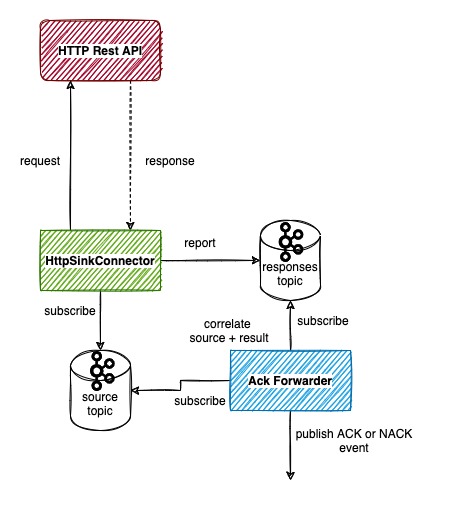 HTTP Rest API
request
response
HttpSinkConnector
report
responses
topic
subscribe
correlate
source + result
subscribe
source
topic
subscribe
Ack Forwarder
publish ACK or NACK
event